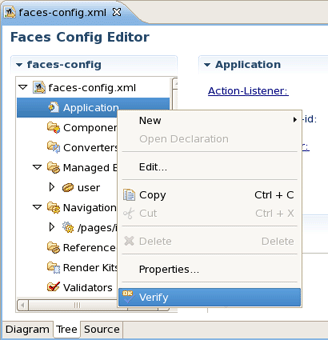 faces-config.xml
Faces Config Editor
faces-config
Application
faces-config.xml
Application
Action-Listener:
Componen
Converters
Managed B
user
Navigation
/pages/i
Reference
Render Kits
Validators
-id:
New
Open Declaration
Edit...
Copy Ctrl + C
Cut Ctrl + X
Delete Delete
Properties...
Verify
Diagram Tree Source